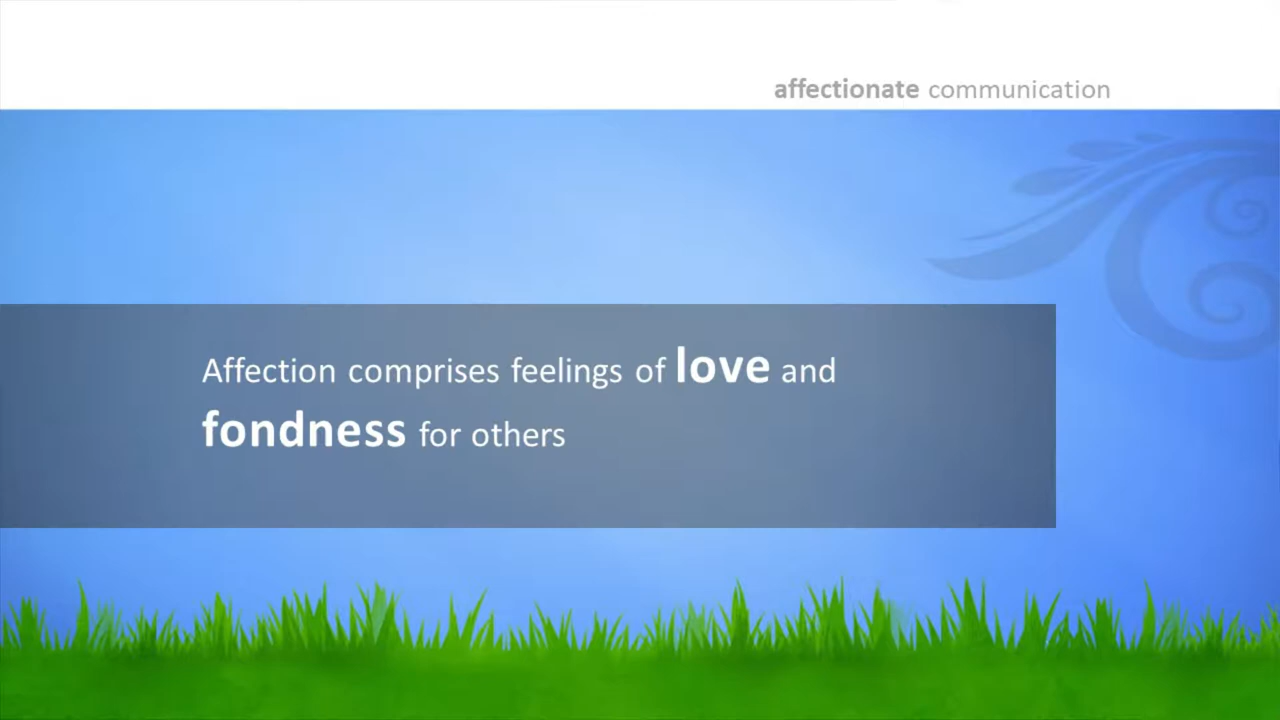 affectionate communication
Affection comprises feelings of love and
fondness for others